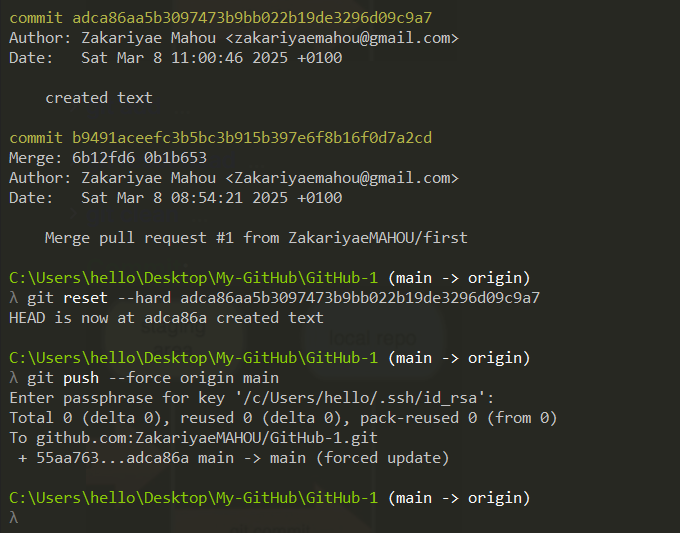 commit adca86aa5b3097473b9bb022b19de3296d09c9a7
Author: Zakariyae Mahou <zakariyaemahou@gmail.com>
Date:   Sat Mar 8 11:00:46 2025 +0100
created text
commit b9491aceefc3b5bc3b915b397e6f8b16f0d7a2cd
Merge: 6b12fd6 0b1b653
Author: Zakariyae Mahou <Zakariyaemahou@gmail.com>
Date:   Sat Mar 8 08:54:21 2025 +0100
Merge pull request #1 from ZakariyaeMAHOU/first
C:\Users\hello\Desktop\My-GitHub\GitHub-1 (main -> origin)
λ git reset --hard adca86aa5b3097473b9bb022b19de3296d09c9a7
HEAD is now at adca86a created text
C:\Users\hello\Desktop\My-GitHub\GitHub-1 (main -> origin)
λ git push --force origin main
Enter passphrase for key '/c/Users/hello/.ssh/id_rsa':
Total 0 (delta 0), reused 0 (delta 0), pack-reused 0 (from 0)
To github.com:ZakariyaeMAHOU/GitHub-1.git
 + 55aa763...adca86a main -> main (forced update)
C:\Users\hello\Desktop\My-GitHub\GitHub-1 (main -> origin)
λ